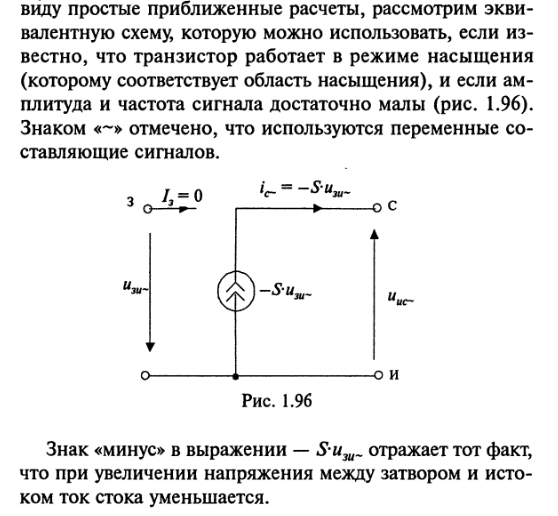 виду простые приближенные расчеты, рассмотрим экви-
валентную схему, которую можно использовать, если из-
вестно, что транзистор работает в режиме насыщения
(которому соответствует область насыщения), и если ам-
плитуда и частота сигнала достаточно малы (рис. 1.96).
Знаком «~» отмечено, что используются переменные со-
ставляющие сигналов.
З I_з = 0 i_с~ = −S·u_зи~ С
u_зи~ −S·u_зи~ u_ис~
И
Рис. 1.96
Знак «минус» в выражении — S·u_зи~ отражает тот факт,
что при увеличении напряжения между затвором и исто-
ком ток стока уменьшается.